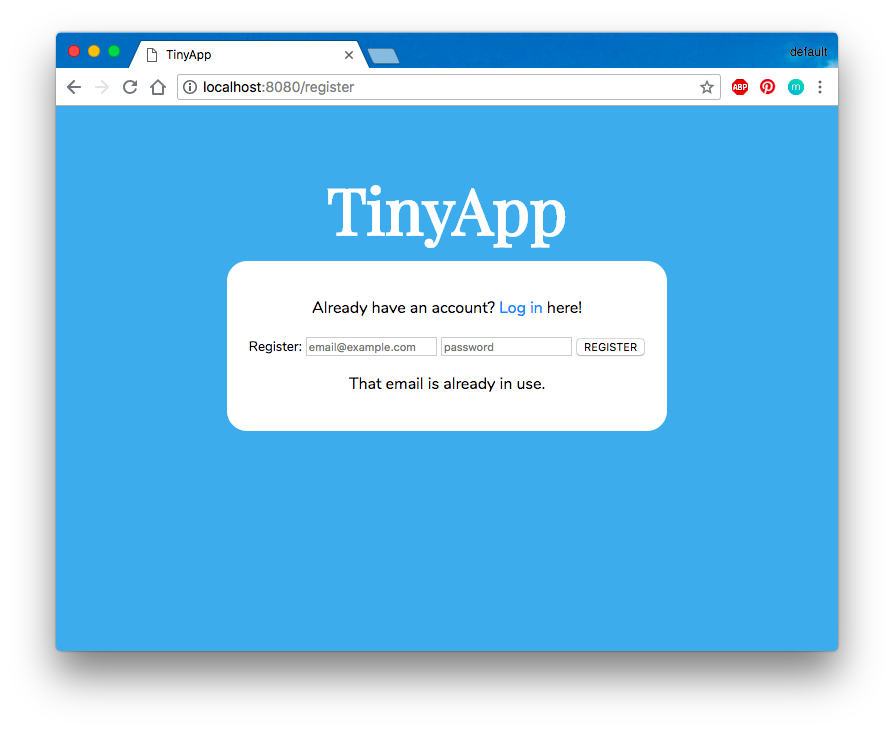 TinyApp
default
localhost:8080/register
ABP
m
TinyApp
Already have an account? Log in here!
Register: email@example.com password REGISTER
That email is already in use.